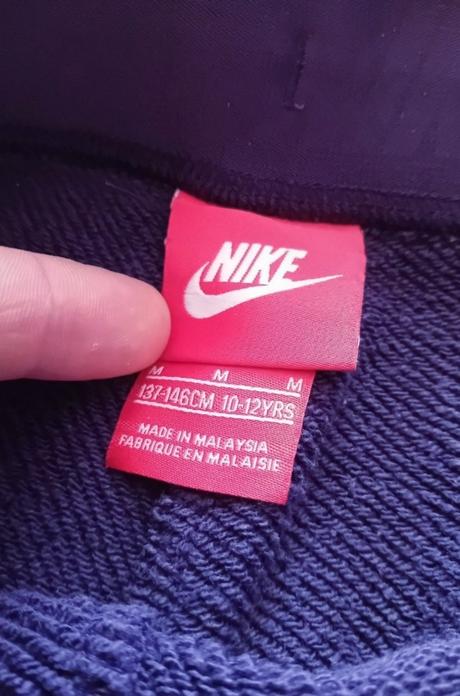 NIKE
M M M
137-146CM 10-12YRS
MADE IN MALAYSIA
FABRIQUE EN MALAISIE